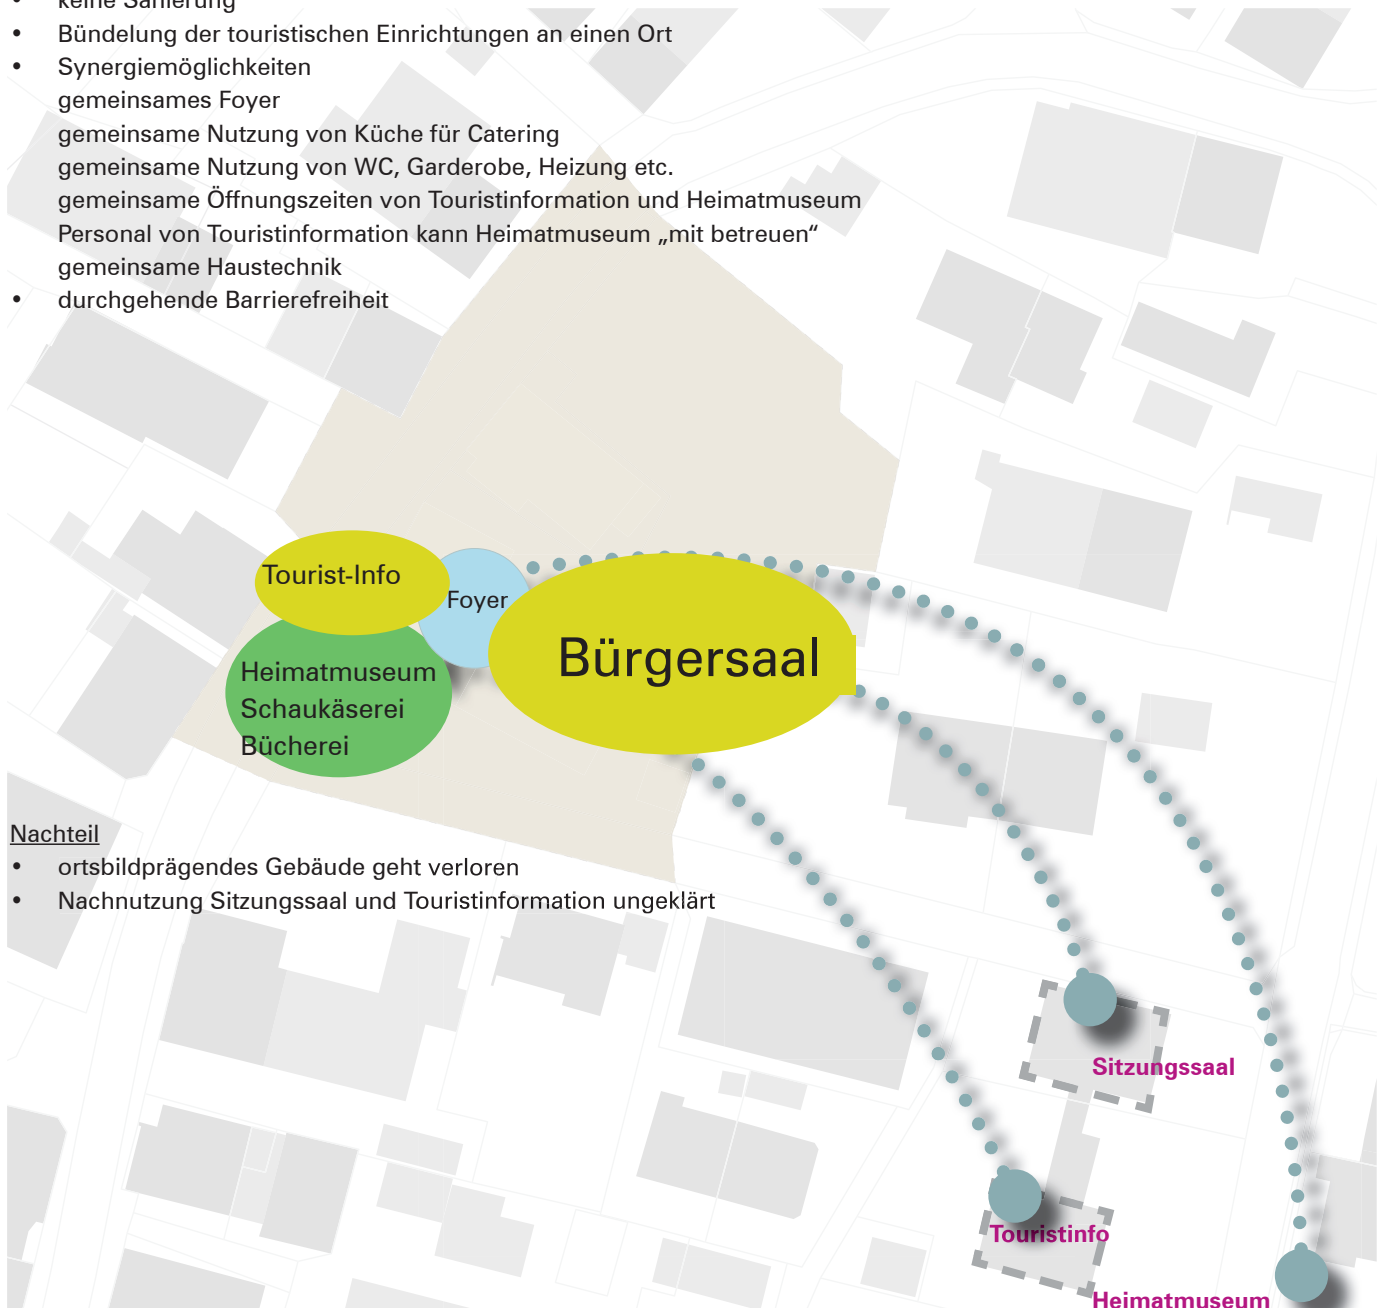 • keine Sanierung
• Bündelung der touristischen Einrichtungen an einen Ort
• Synergiemöglichkeiten
gemeinsames Foyer
gemeinsame Nutzung von Küche für Catering
gemeinsame Nutzung von WC, Garderobe, Heizung etc.
gemeinsame Öffnungszeiten von Touristinformation und Heimatmuseum
Personal von Touristinformation kann Heimatmuseum „mit betreuen“
gemeinsame Haustechnik
• durchgehende Barrierefreiheit
Tourist-Info
Foyer
Bürgersaal
Heimatmuseum
Schaukäserei
Bücherei
Nachteil
• ortsbildprägendes Gebäude geht verloren
• Nachnutzung Sitzungssaal und Touristinformation ungeklärt
Sitzungssaal
Touristinfo
Heimatmuseum